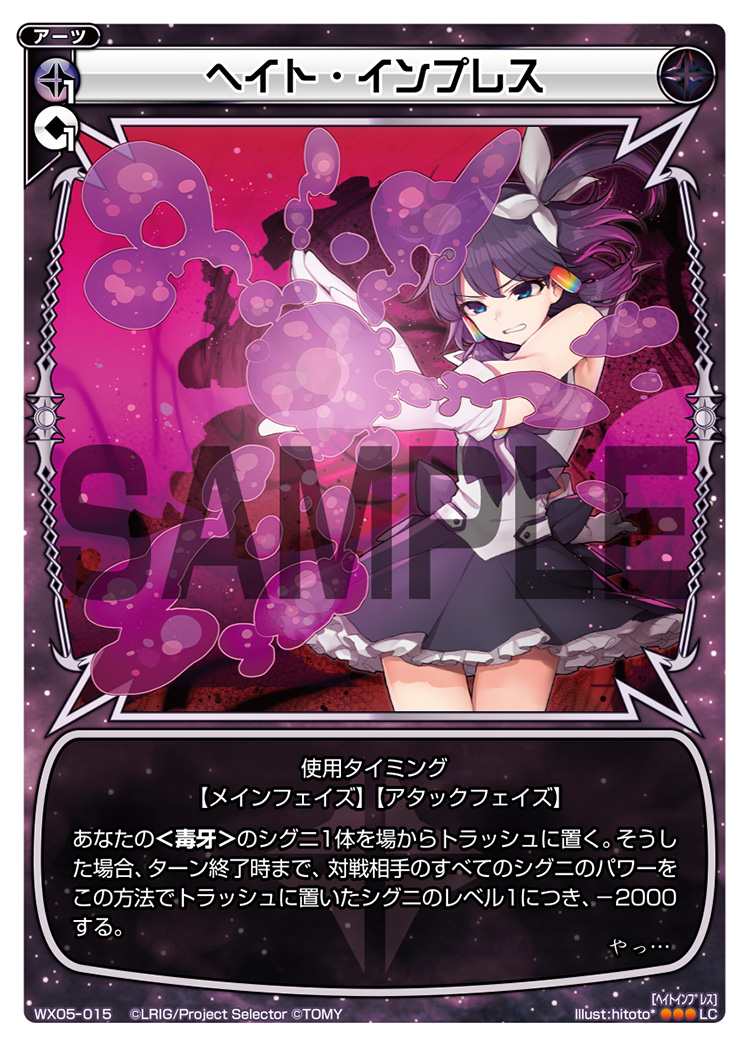 アーツ
ヘイト・インプレス
1
1
SAMPLE
使用タイミング
【メインフェイズ】【アタックフェイズ】
あなたの<毒牙>のシグニ1体を場からトラッシュに置く。そうし
た場合、ターン終了時まで、対戦相手のすべてのシグニのパワーを
この方法でトラッシュに置いたシグニのレベル1につき、−2000
する。
やっ…
[ヘイトインプレス]
WX05-015 ©LRIG/Project Selector ©TOMY Illust:hitoto* LC